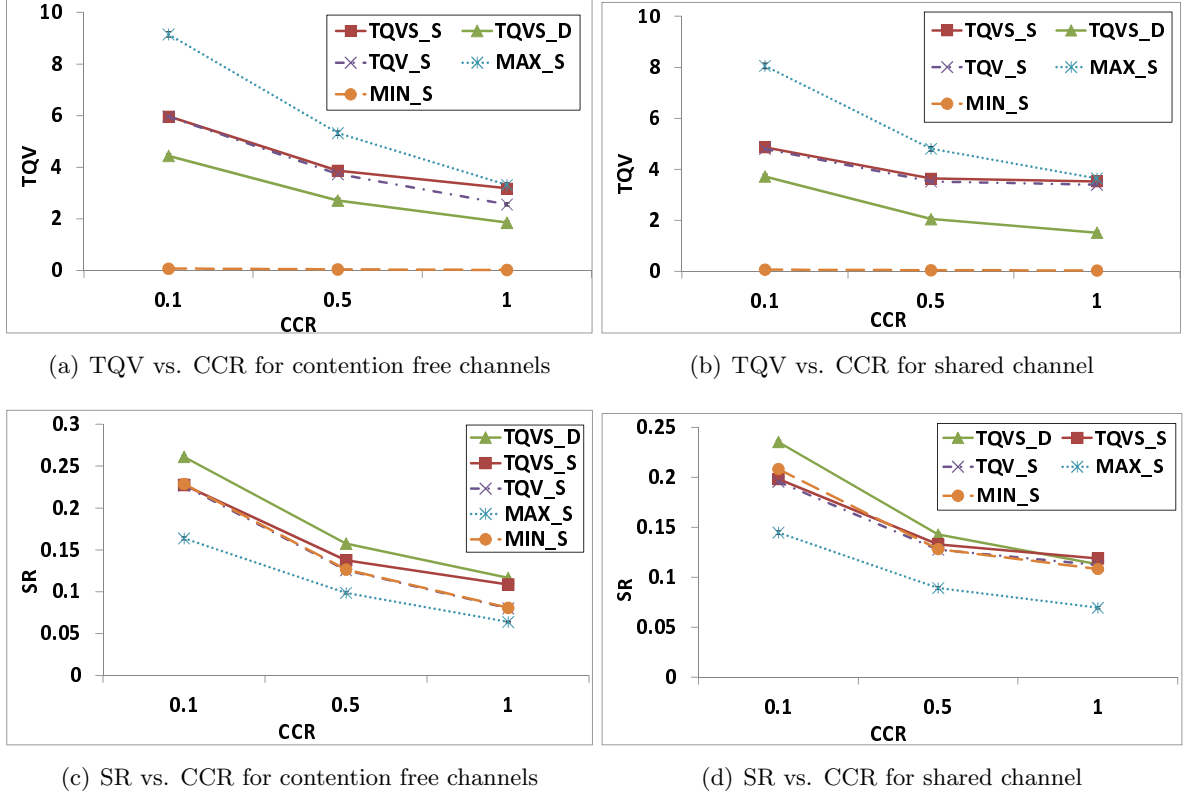 10
8
6
4
2
0
TQV
TQVS_S TQVS_D
TQV_S MAX_S
MIN_S
0.1 0.5 1
CCR
(a) TQV vs. CCR for contention free channels
10
8
6
4
2
0
TQV
TQVS_S TQVS_D
TQV_S MAX_S
MIN_S
0.1 0.5 1
CCR
(b) TQV vs. CCR for shared channel
0.3
0.25
0.2
0.15
0.1
0.05
0
SR
TQVS_D
TQVS_S
TQV_S
MAX_S
MIN_S
0.1 0.5 1
CCR
(c) SR vs. CCR for contention free channels
0.25
0.2
0.15
0.1
0.05
0
SR
TQVS_D TQVS_S
TQV_S MAX_S
MIN_S
0.1 0.5 1
CCR
(d) SR vs. CCR for shared channel